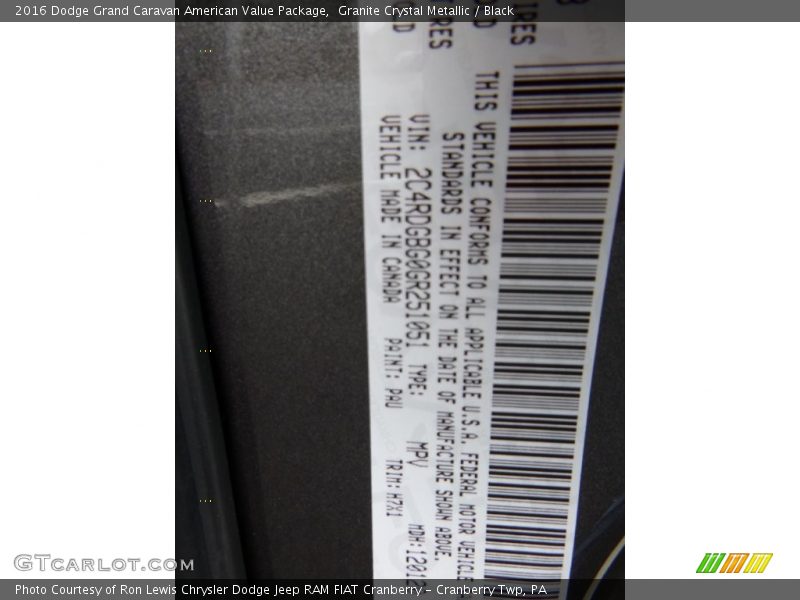 2016 Dodge Grand Caravan American Value Package,  Granite Crystal Metallic / Black
THIS VEHICLE CONFORMS TO ALL APPLICABLE U.S.A. FEDERAL MOTOR VEHICLE
STANDARDS IN EFFECT ON THE DATE OF MANUFACTURE SHOWN ABOVE.
VIN: 2C4RDGBG0GR251051 TYPE: MPV MDH:12012
VEHICLE MADE IN CANADA PAINT: PAU TRIM: H7X1
GTCARLOT.COM
Photo Courtesy of Ron Lewis Chrysler Dodge Jeep RAM FIAT Cranberry – Cranberry Twp, PA